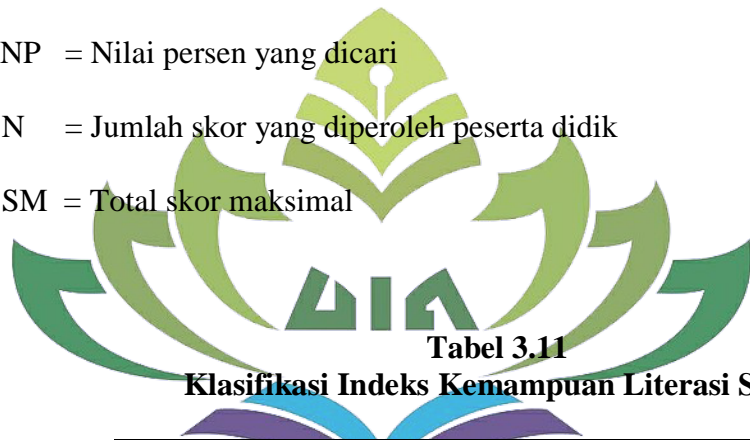 NP = Nilai persen yang dicari
N = Jumlah skor yang diperoleh peserta didik
SM = Total skor maksimal
UIN
Tabel 3.11
Klasifikasi Indeks Kemampuan Literasi S